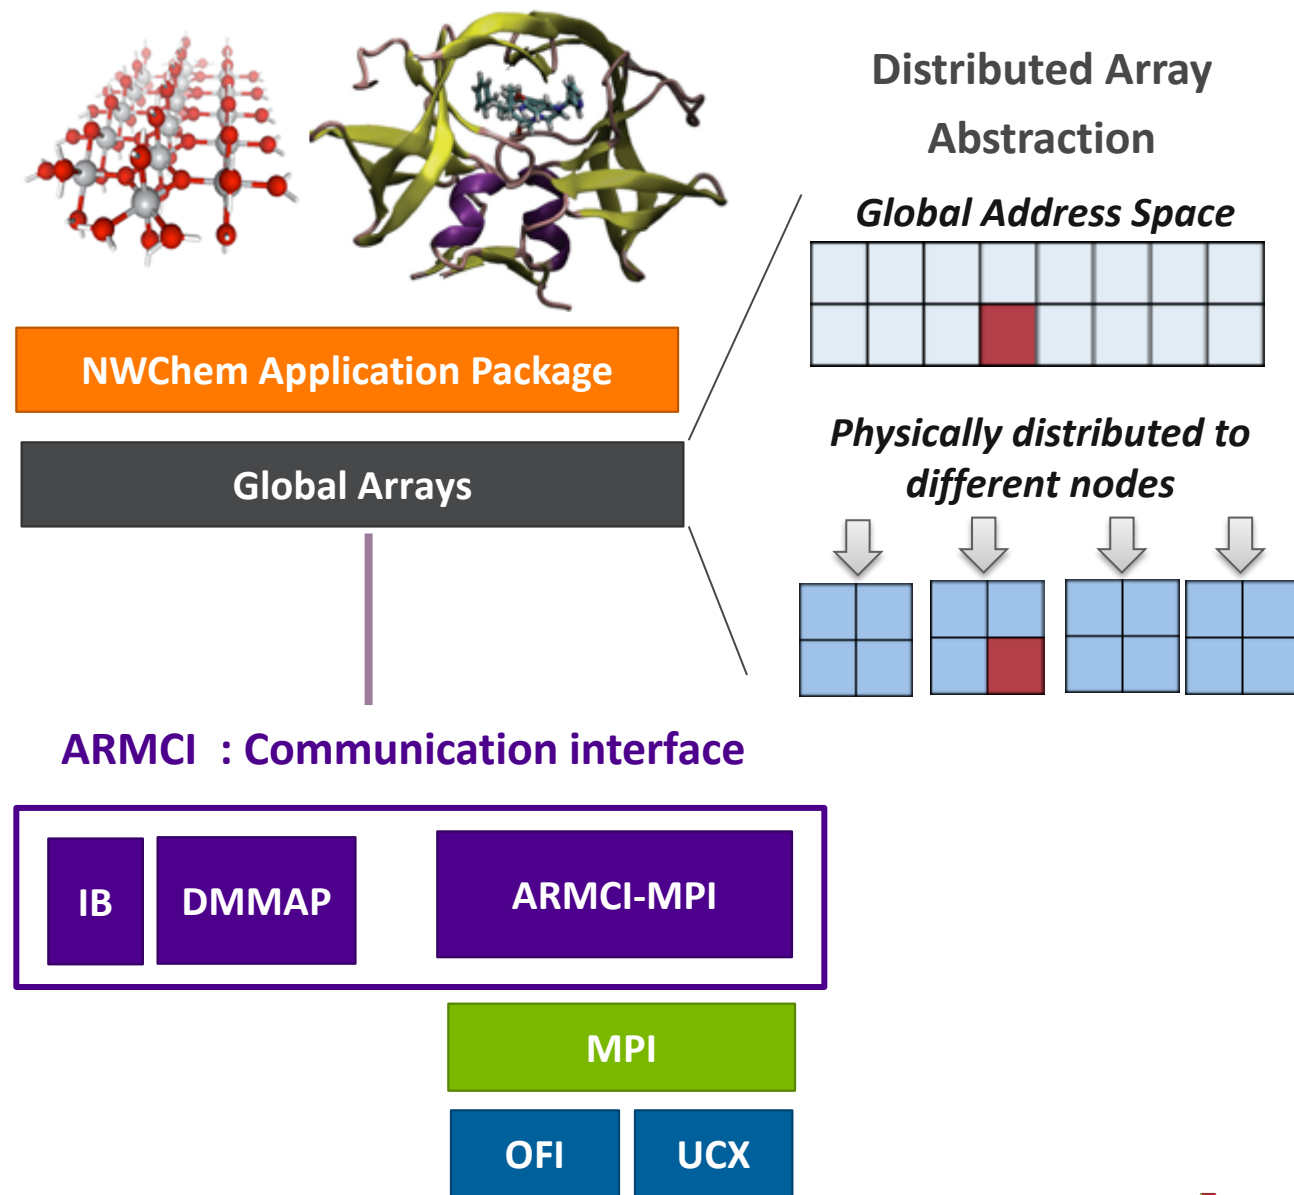 Distributed Array
Abstraction
Global Address Space
NWChem Application Package
Global Arrays
Physically distributed to
different nodes
ARMCI : Communication interface
IB
DMMAP
ARMCI-MPI
MPI
OFI
UCX